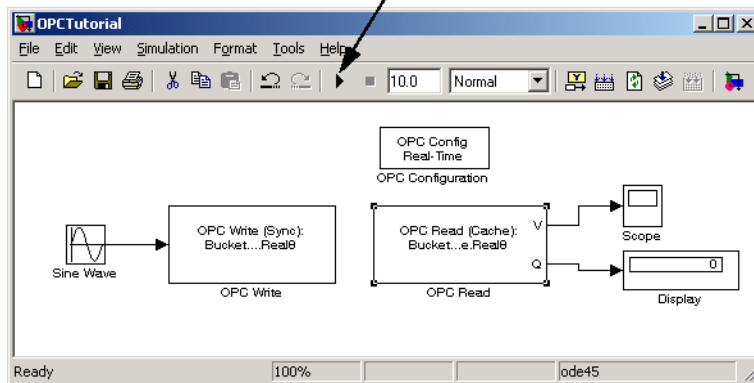 OPCTutorial
File Edit View Simulation Format Tools Help
10.0 Normal
OPC Config
Real-Time
OPC Configuration
OPC Write (Sync):
Bucket....Real8
OPC Write
OPC Read (Cache):
Bucket...e.Real8
V
Q
OPC Read
Sine Wave
Scope
0
Display
Ready 100% ode45